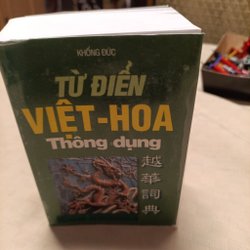 KHỔNG ĐỨC
TỪ ĐIỂN
VIỆT-HOA
Thông dụng
越華詞典